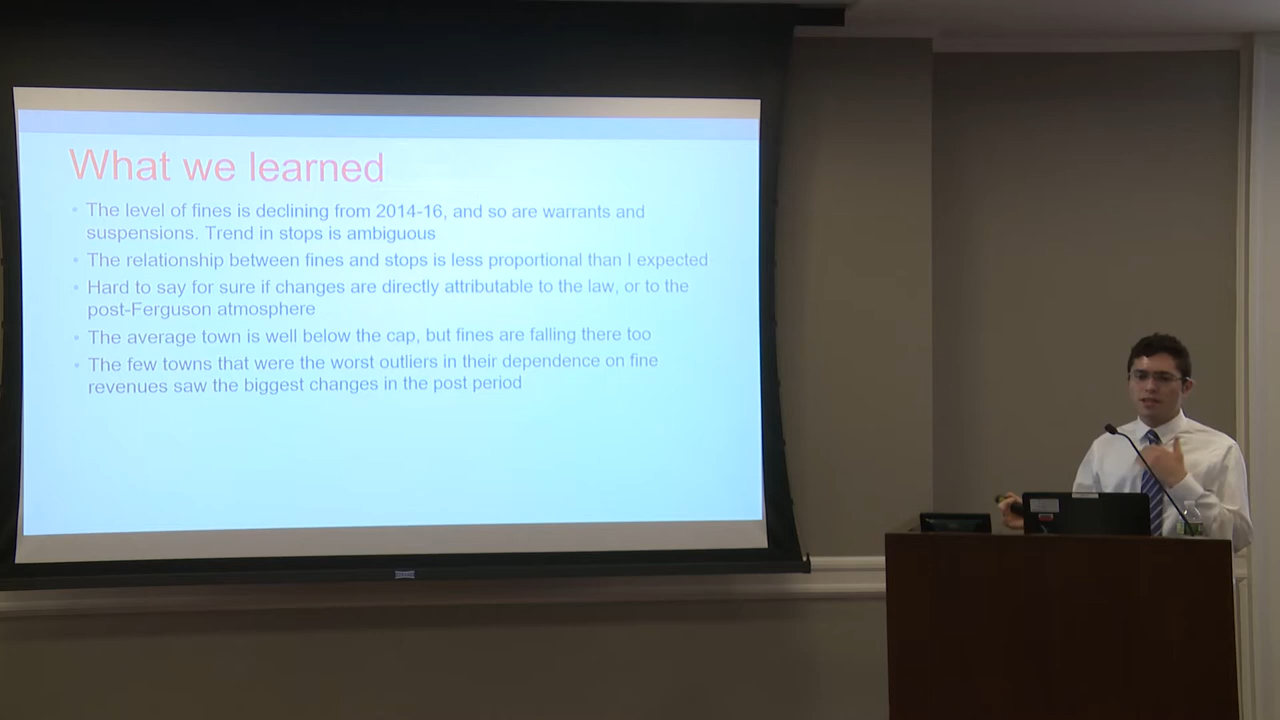 What we learned
The level of fines is declining from 2014-16, and so are warrants and
suspensions. Trend in stops is ambiguous
The relationship between fines and stops is less proportional than I expected
Hard to say for sure if changes are directly attributable to the law, or to the
post-Ferguson atmosphere
The average town is well below the cap, but fines are falling there too
The few towns that were the worst outliers in their dependence on fine
revenues saw the biggest changes in the post period